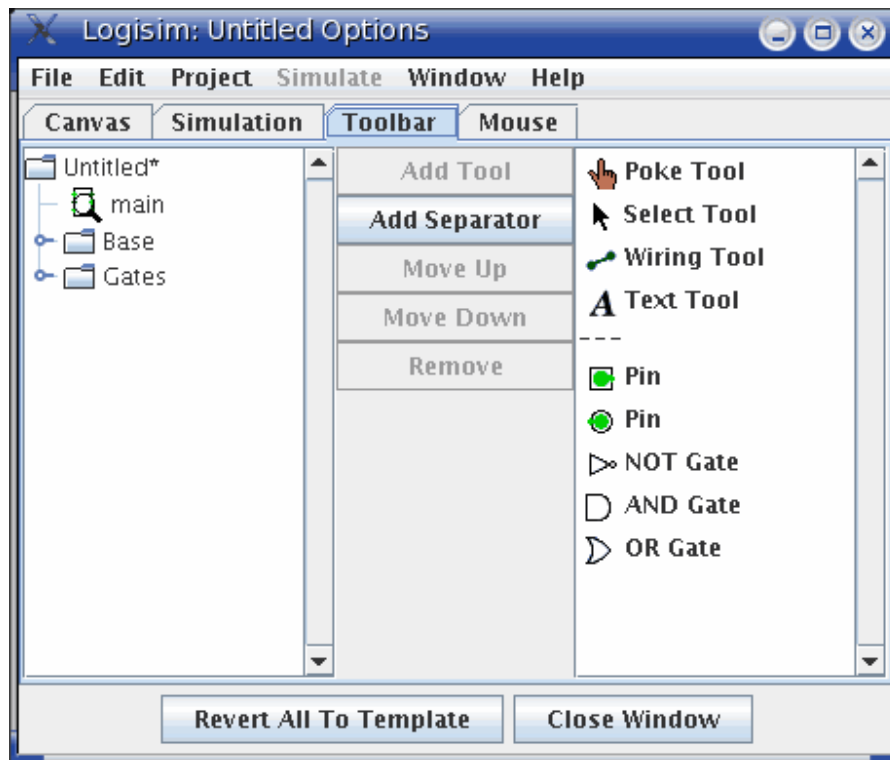 Logisim: Untitled Options
File Edit Project Simulate Window Help
Canvas Simulation Toolbar Mouse
Untitled*
main
Base
Gates
Add Tool
Add Separator
Move Up
Move Down
Remove
Poke Tool
Select Tool
Wiring Tool
A Text Tool
---
Pin
Pin
NOT Gate
AND Gate
OR Gate
Revert All To Template Close Window